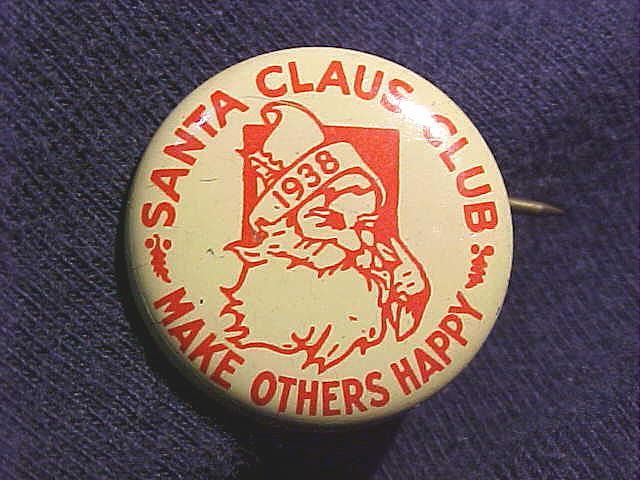 SANTA CLAUS CLUB
1938
MAKE OTHERS HAPPY